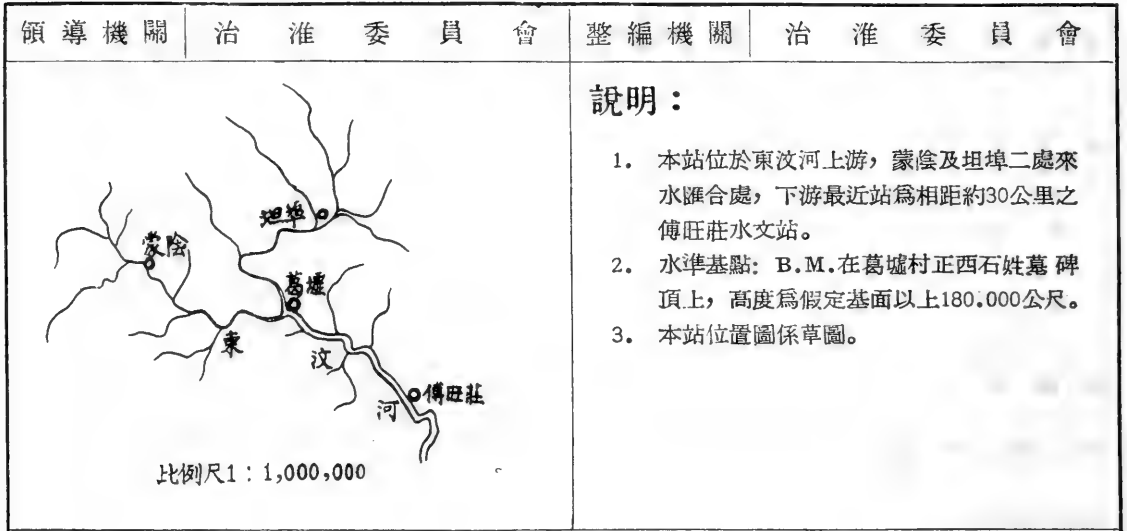 領導機關 治淮委員會 整編機關 治淮委員會
坦埠
蒙陰
葛墟
東
汶
河
傅旺莊
比例尺1：1,000,000
說明：
1. 本站位於東汶河上游，蒙陰及坦埠二處來
水匯合處，下游最近站爲相距約30公里之
傅旺莊水文站。
2. 水準基點：B.M.在葛墟村正西石姓墓碑
頂上，高度爲假定基面以上180.000公尺。
3. 本站位置圖係草圖。